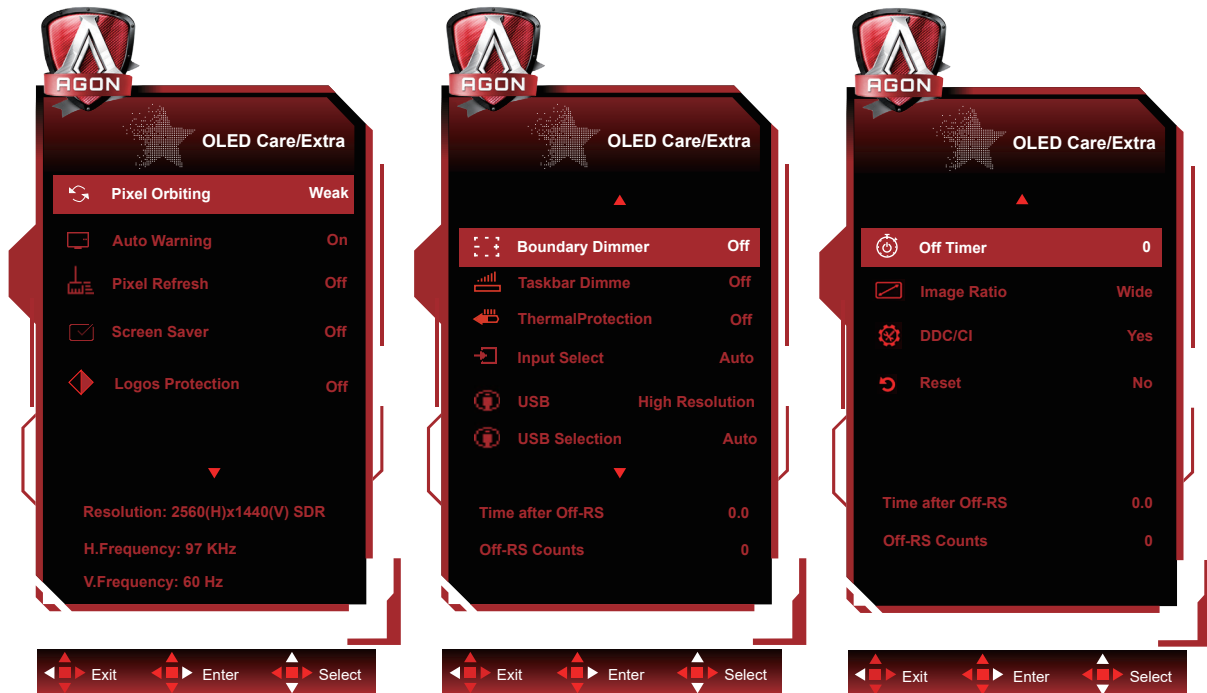 AGON
OLED Care/Extra
Pixel Orbiting Weak
Auto Warning On
Pixel Refresh Off
Screen Saver Off
Logos Protection Off
Resolution: 2560(H)x1440(V) SDR
H.Frequency: 97 KHz
V.Frequency: 60 Hz
Exit Enter Select
AGON
OLED Care/Extra
Boundary Dimmer Off
Taskbar Dimme Off
ThermalProtection Off
Input Select Auto
USB High Resolution
USB Selection Auto
Time after Off-RS 0.0
Off-RS Counts 0
Exit Enter Select
AGON
OLED Care/Extra
Off Timer 0
Image Ratio Wide
DDC/CI Yes
Reset No
Time after Off-RS 0.0
Off-RS Counts 0
Exit Enter Select